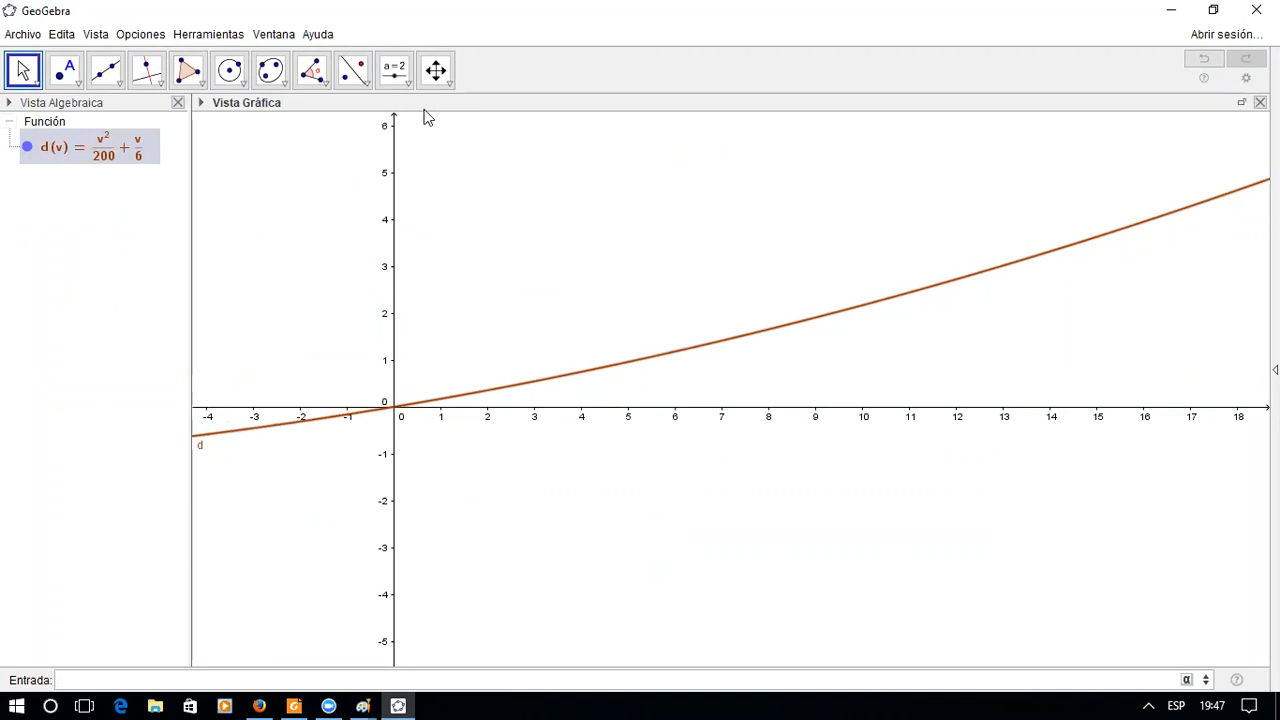 GeoGebra
Archivo Edita Vista Opciones Herramientas Ventana Ayuda
Abrir sesión...
A
α
a = 2
Vista Algebraica
Vista Gráfica
Función
d(v) = v²/200 + v/6
6
5
4
3
2
1
0
-4 -3 -2 -1 0 1 2 3 4 5 6 7 8 9 10 11 12 13 14 15 16 17 18
d
-1
-2
-3
-4
-5
Entrada:
α
ESP 19:47